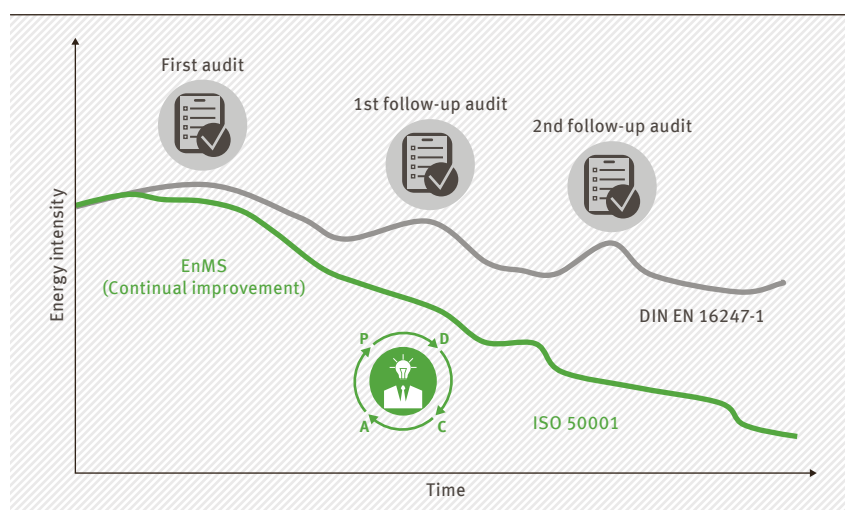 First audit
1st follow-up audit
2nd follow-up audit
Energy intensity
EnMS
(Continual improvement)
DIN EN 16247-1
P
D
A
C
ISO 50001
Time